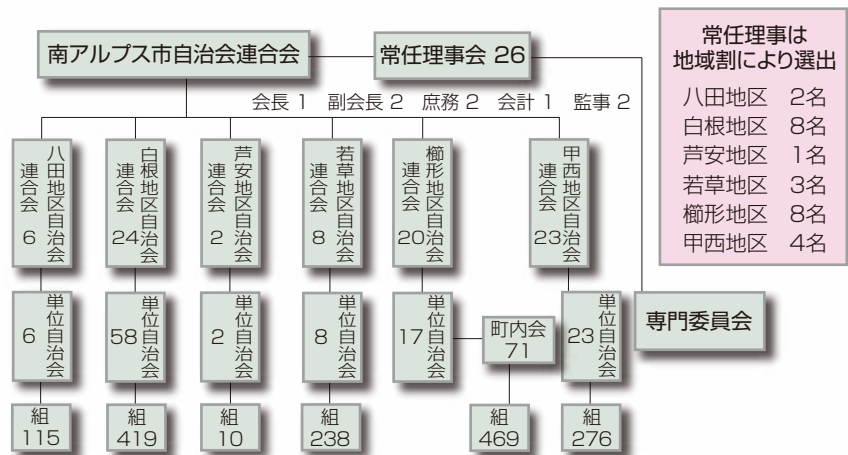 南アルプス市自治会連合会
常任理事会 26
会長 1　副会長 2　庶務 2　会計 1　監事 2
常任理事は
地域割により選出
八田地区　2名
白根地区　8名
芦安地区　1名
若草地区　3名
櫛形地区　8名
甲西地区　4名
八田地区自治会
連合会 6
白根地区自治会
連合会 24
芦安地区自治会
連合会 2
若草地区自治会
連合会 8
櫛形地区自治会
連合会 20
甲西地区自治会
連合会 23
単位自治会
6
単位自治会
58
単位自治会
2
単位自治会
8
単位自治会
17
町内会
71
単位自治会
23
専門委員会
組
115
組
419
組
10
組
238
組
469
組
276